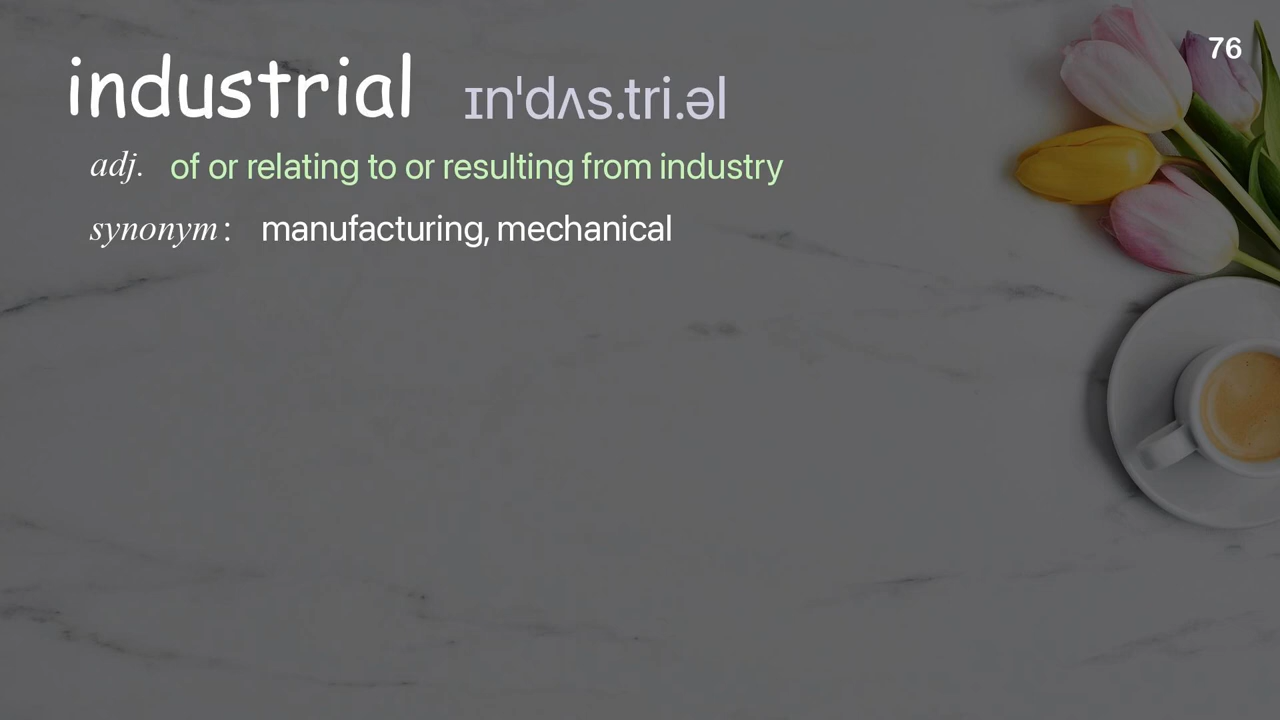 76
industrial ɪnˈdʌs.tri.əl
adj. of or relating to or resulting from industry
synonym : manufacturing, mechanical